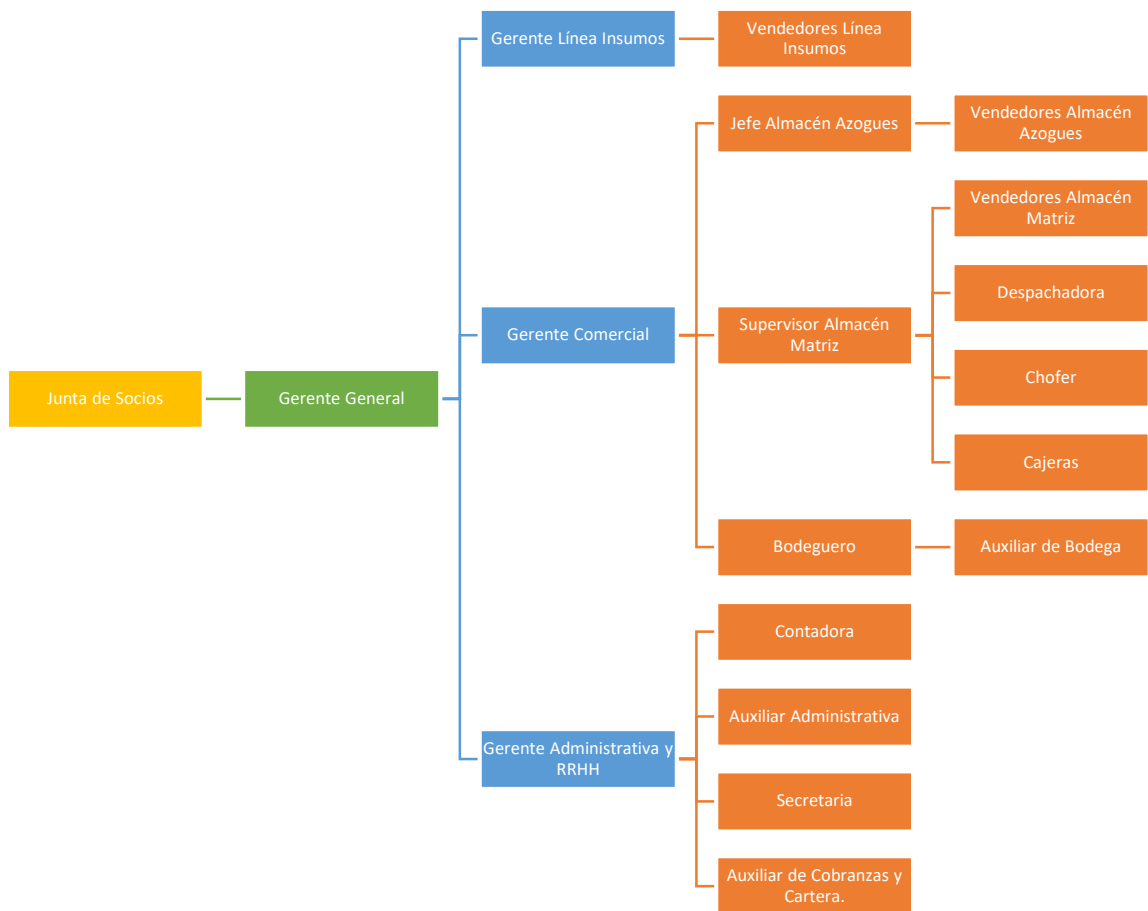 Junta de Socios
Gerente General
Gerente Línea Insumos
Vendedores Línea
Insumos
Gerente Comercial
Jefe Almacén Azogues
Vendedores Almacén
Azogues
Supervisor Almacén
Matriz
Vendedores Almacén
Matriz
Despachadora
Chofer
Cajeras
Bodeguero
Auxiliar de Bodega
Gerente Administrativa y
RRHH
Contadora
Auxiliar Administrativa
Secretaria
Auxiliar de Cobranzas y
Cartera.